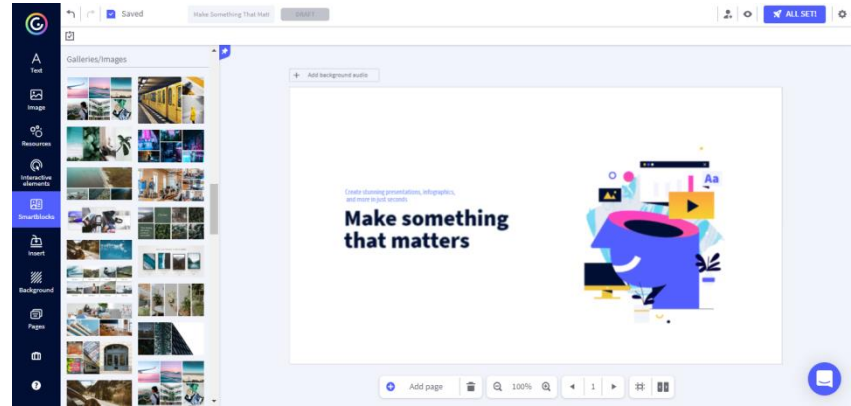 Saved
Make Something That Matt
DRAFT
ALL SET!
Text
Image
Resources
Interactive
elements
Smartblocks
Insert
Background
Pages
Galleries/Images
+ Add background audio
Create stunning presentations, infographics,
and more in just seconds.
Make something
that matters
Aa
Add page
100%
1